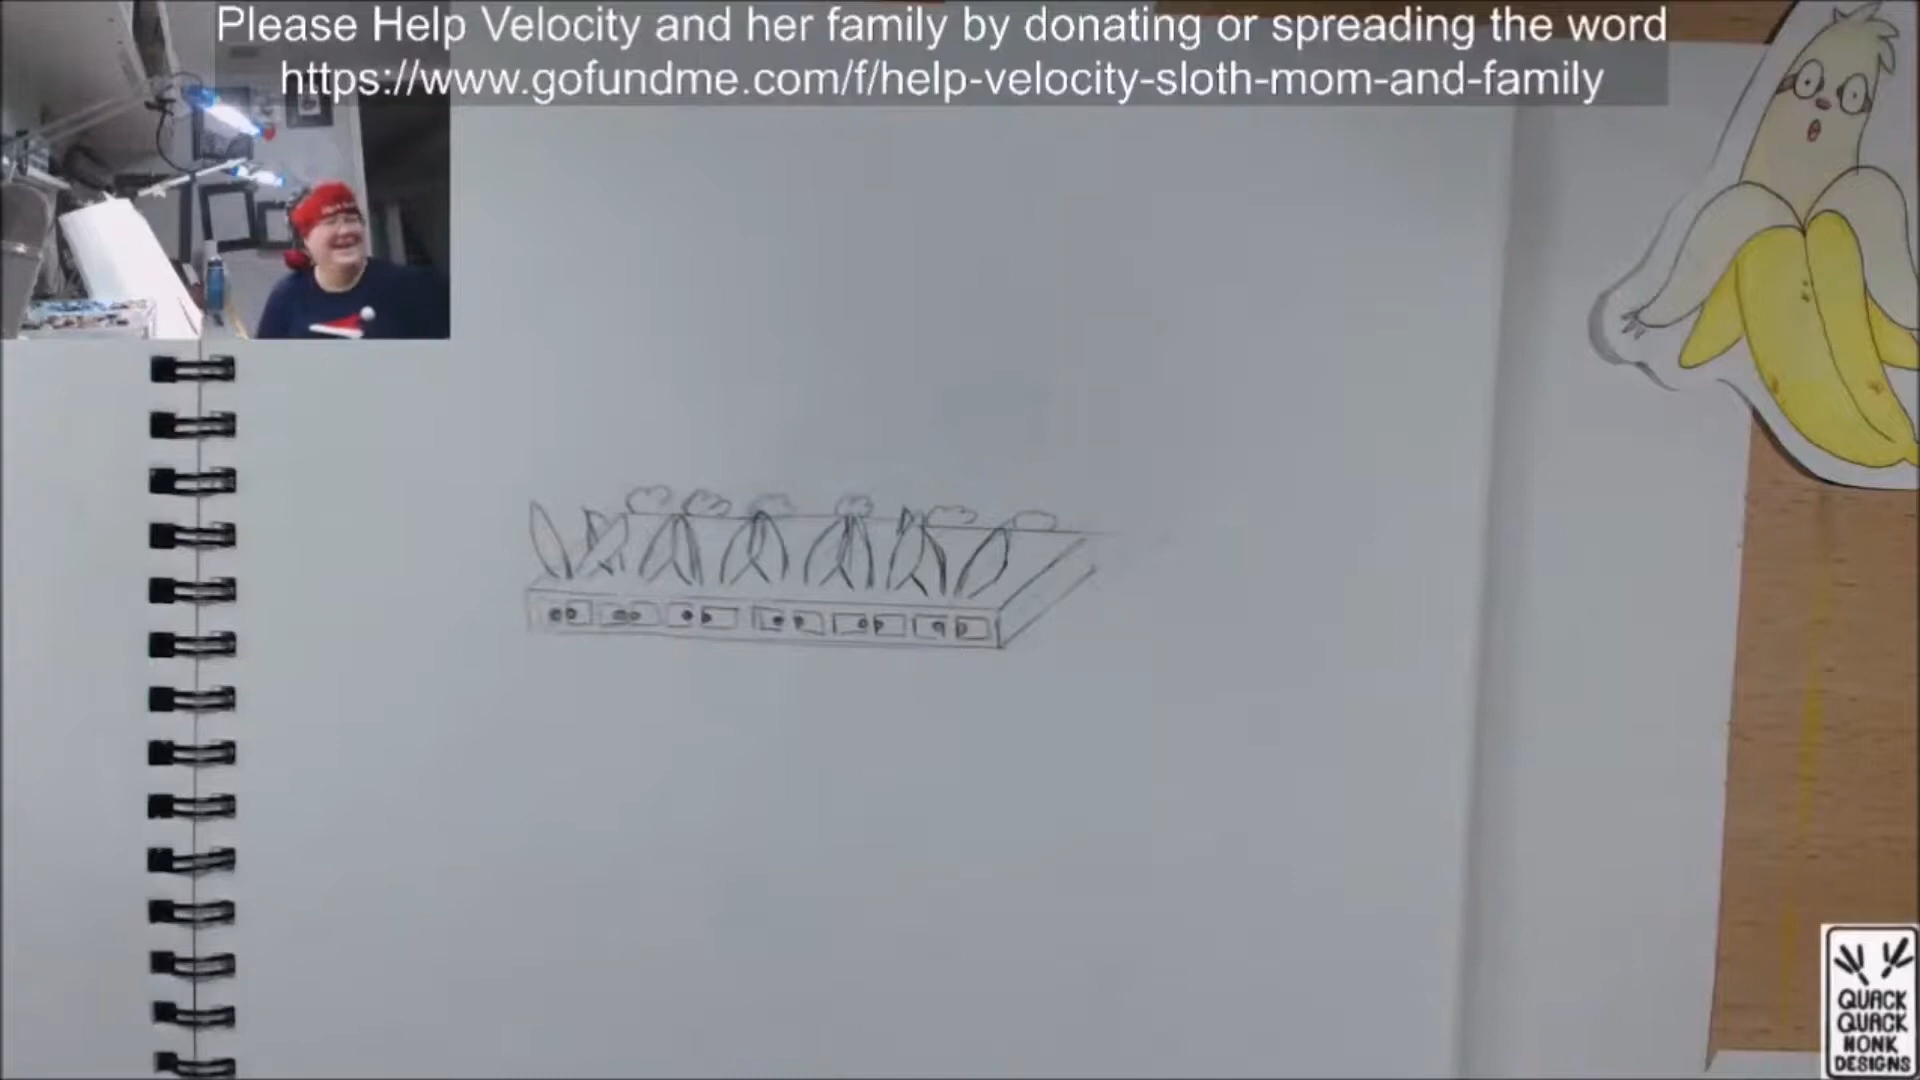 Please Help Velocity and her family by donating or spreading the word
https://www.gofundme.com/f/help-velocity-sloth-mom-and-family
QUACK
QUACK
HONK
DESIGNS